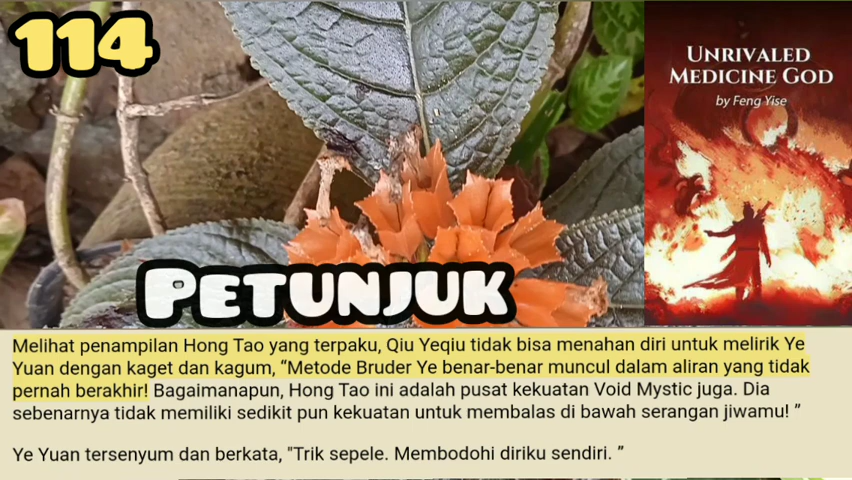 114
UNRIVALED
MEDICINE GOD
by Feng Yise
PETUNJUK
Melihat penampilan Hong Tao yang terpaku, Qiu Yeqiu tidak bisa menahan diri untuk melirik Ye
Yuan dengan kaget dan kagum, “Metode Bruder Ye benar-benar muncul dalam aliran yang tidak
pernah berakhir! Bagaimanapun, Hong Tao ini adalah pusat kekuatan Void Mystic juga. Dia
sebenarnya tidak memiliki sedikit pun kekuatan untuk membalas di bawah serangan jiwamu! ”
Ye Yuan tersenyum dan berkata, "Trik sepele. Membodohi diriku sendiri. ”